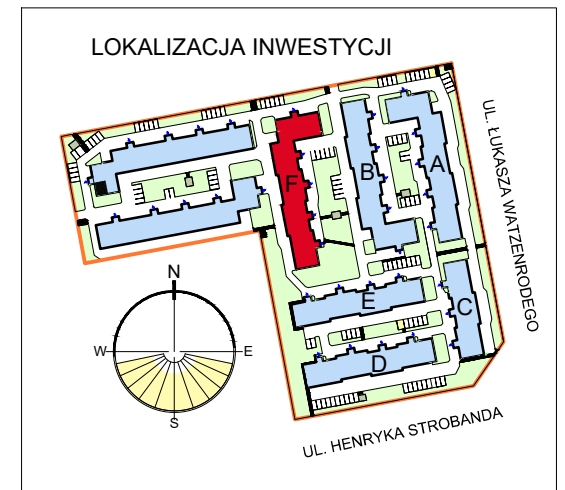 LOKALIZACJA INWESTYCJI
UL. ŁUKASZA WATZENRODEGO
A
B
F
E
C
D
N
W
E
S
UL. HENRYKA STROBANDA